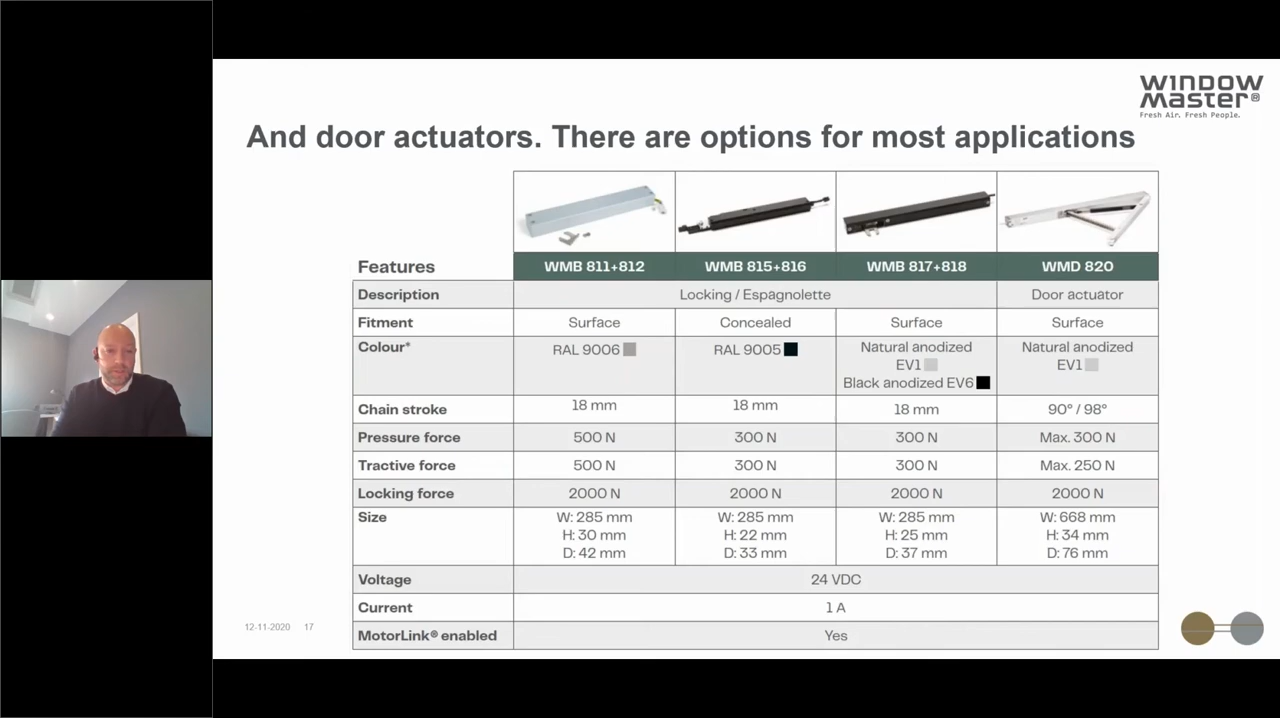 WINDOW
Master®
Fresh Air. Fresh People.
And door actuators. There are options for most applications
Features WMB 811+812 WMB 815+816 WMB 817+818 WMD 820
Description Locking / Espagnolette Door actuator
Fitment Surface Concealed Surface Surface
Colour* RAL 9006 RAL 9005 Natural anodized EV1 Black anodized EV6 Natural anodized EV1
Chain stroke 18 mm 18 mm 18 mm 90° / 98°
Pressure force 500 N 300 N 300 N Max. 300 N
Tractive force 500 N 300 N 300 N Max. 250 N
Locking force 2000 N 2000 N 2000 N 2000 N
Size W: 285 mm W: 285 mm W: 285 mm W: 668 mm
H: 30 mm H: 22 mm H: 25 mm H: 34 mm
D: 42 mm D: 33 mm D: 37 mm D: 76 mm
Voltage 24 VDC
Current 1 A
MotorLink® enabled Yes
12-11-2020 17